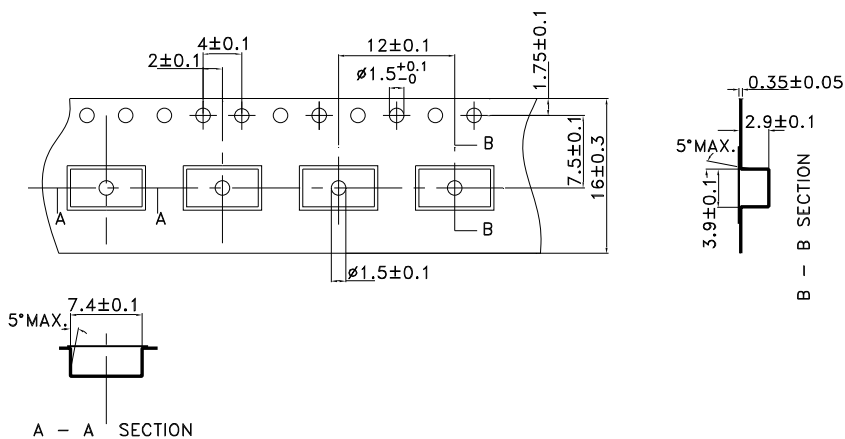 4±0.1
12±0.1
2±0.1
ø1.5+0.1-0
1.75±0.1
0.35±0.05
2.9±0.1
5°MAX.
B
7.5±0.1
16±0.3
3.9±0.1
A
A
B
B - B SECTION
ø1.5±0.1
7.4±0.1
5°MAX.
A - A SECTION